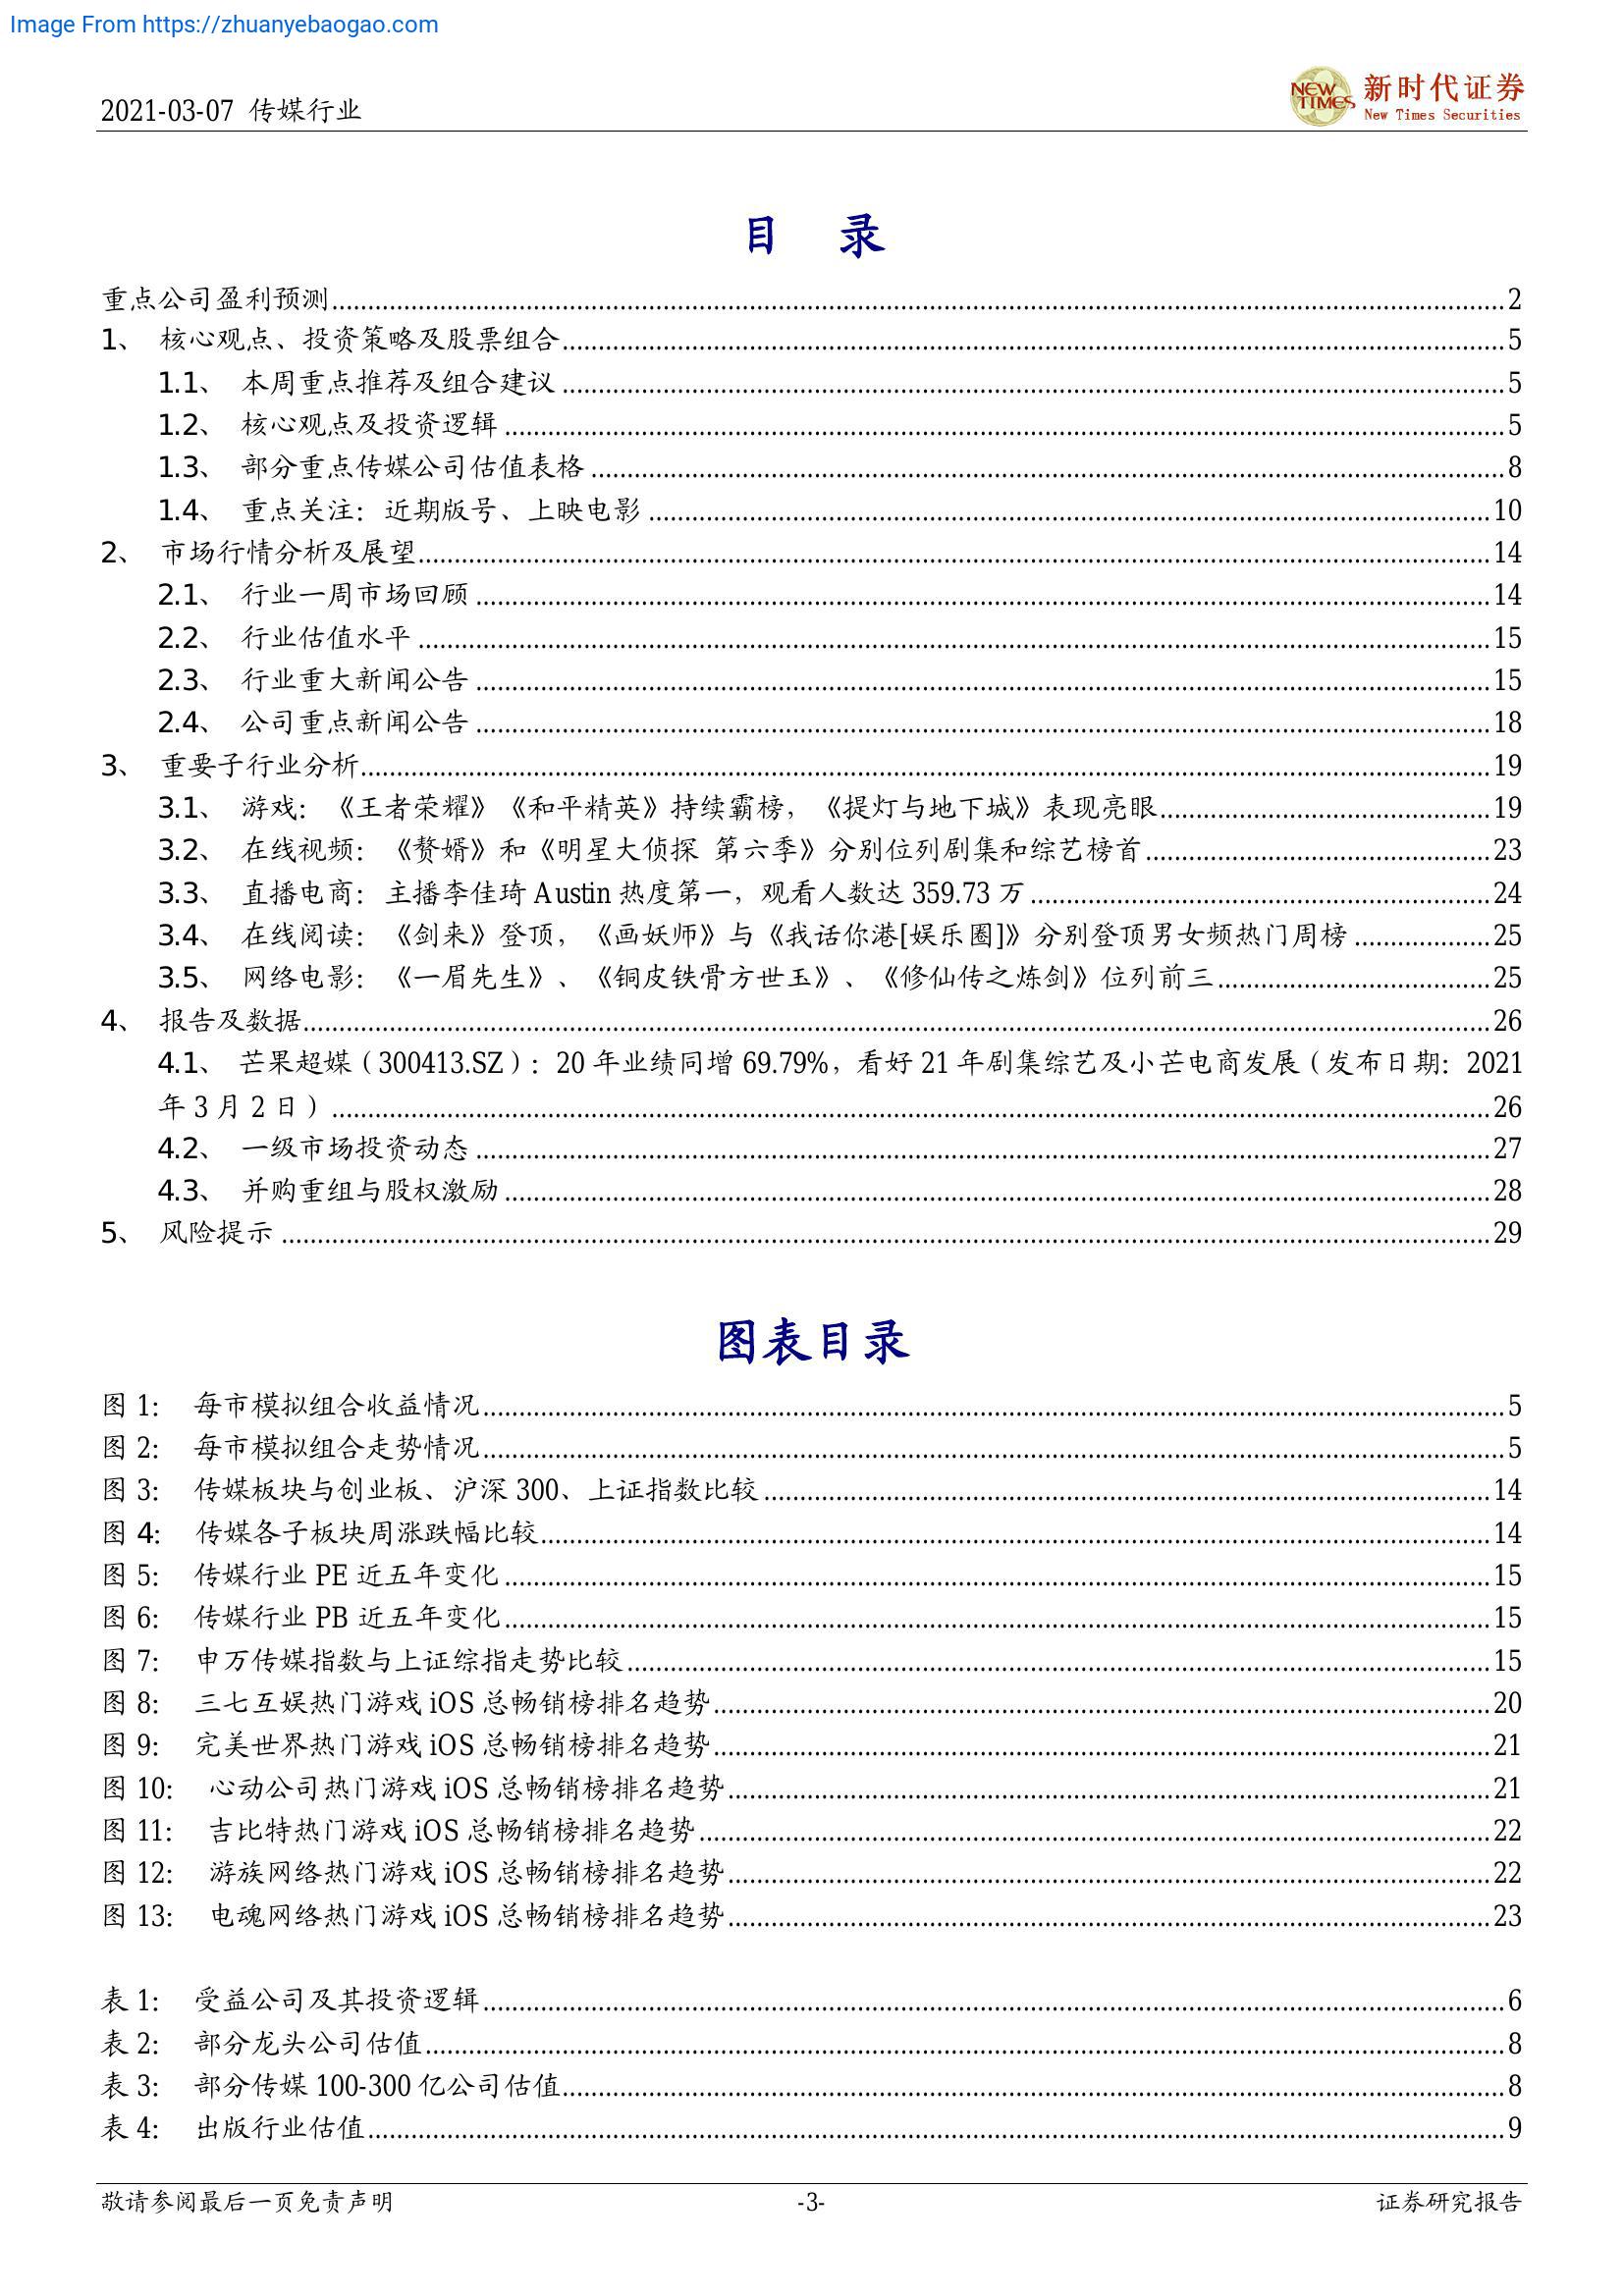 Image From https://zhuanyebaogao.com
2021-03-07 传媒行业
NEW TIMES
新时代证券
New Times Securities
目 录
重点公司盈利预测 2
1、 核心观点、投资策略及股票组合 5
1.1、 本周重点推荐及组合建议 5
1.2、 核心观点及投资逻辑 5
1.3、 部分重点传媒公司估值表格 8
1.4、 重点关注：近期版号、上映电影 10
2、 市场行情分析及展望 14
2.1、 行业一周市场回顾 14
2.2、 行业估值水平 15
2.3、 行业重大新闻公告 15
2.4、 公司重点新闻公告 18
3、 重要子行业分析 19
3.1、 游戏：《王者荣耀》《和平精英》持续霸榜，《提灯与地下城》表现亮眼 19
3.2、 在线视频：《赘婿》和《明星大侦探 第六季》分别位列剧集和综艺榜首 23
3.3、 直播电商：主播李佳琦 Austin 热度第一，观看人数达 359.73 万 24
3.4、 在线阅读：《剑来》登顶，《画妖师》与《我话你港[娱乐圈]》分别登顶男女频热门周榜 25
3.5、 网络电影：《一眉先生》、《铜皮铁骨方世玉》、《修仙传之炼剑》位列前三 25
4、 报告及数据 26
4.1、 芒果超媒（300413.SZ）：20 年业绩同增 69.79%，看好 21 年剧集综艺及小芒电商发展（发布日期：2021
年 3 月 2 日） 26
4.2、 一级市场投资动态 27
4.3、 并购重组与股权激励 28
5、 风险提示 29
图表目录
图 1： 每市模拟组合收益情况 5
图 2： 每市模拟组合走势情况 5
图 3： 传媒板块与创业板、沪深 300、上证指数比较 14
图 4： 传媒各子板块周涨跌幅比较 14
图 5： 传媒行业 PE 近五年变化 15
图 6： 传媒行业 PB 近五年变化 15
图 7： 申万传媒指数与上证综指走势比较 15
图 8： 三七互娱热门游戏 iOS 总畅销榜排名趋势 20
图 9： 完美世界热门游戏 iOS 总畅销榜排名趋势 21
图 10： 心动公司热门游戏 iOS 总畅销榜排名趋势 21
图 11： 吉比特热门游戏 iOS 总畅销榜排名趋势 22
图 12： 游族网络热门游戏 iOS 总畅销榜排名趋势 22
图 13： 电魂网络热门游戏 iOS 总畅销榜排名趋势 23
表 1： 受益公司及其投资逻辑 6
表 2： 部分龙头公司估值 8
表 3： 部分传媒 100-300 亿公司估值 8
表 4： 出版行业估值 9
敬请参阅最后一页免责声明 -3- 证券研究报告